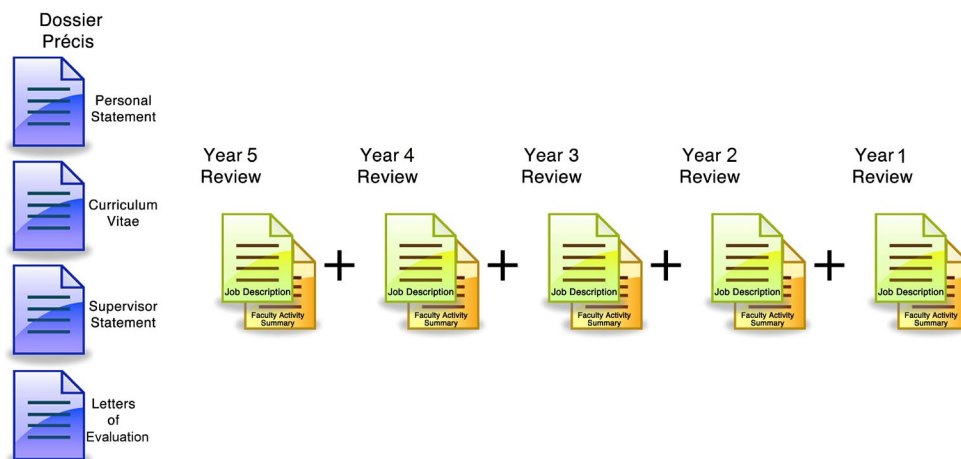 Dossier
Précis
Personal
Statement
Curriculum
Vitae
Supervisor
Statement
Letters
of
Evaluation
Year 5
Review
Year 4
Review
Year 3
Review
Year 2
Review
Year 1
Review
Job Description
Faculty Activity
Summary
+
Job Description
Faculty Activity
Summary
+
Job Description
Faculty Activity
Summary
+
Job Description
Faculty Activity
Summary
+
Job Description
Faculty Activity
Summary